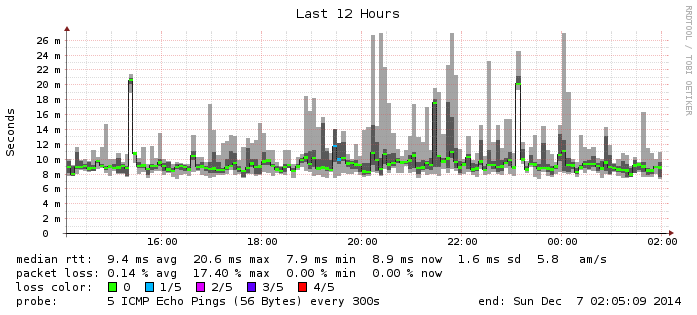 Last 12 Hours
RRDTOOL / TOBI OETIKER
Seconds
26 m
24 m
22 m
20 m
18 m
16 m
14 m
12 m
10 m
8 m
6 m
4 m
2 m
0
16:00 18:00 20:00 22:00 00:00 02:00
median rtt: 9.4 ms avg 20.6 ms max 7.9 ms min 8.9 ms now 1.6 ms sd 5.8 am/s
packet loss: 0.14 % avg 17.40 % max 0.00 % min 0.00 % now
loss color: 0 1/5 2/5 3/5 4/5
probe: 5 ICMP Echo Pings (56 Bytes) every 300s end: Sun Dec 7 02:05:09 2014